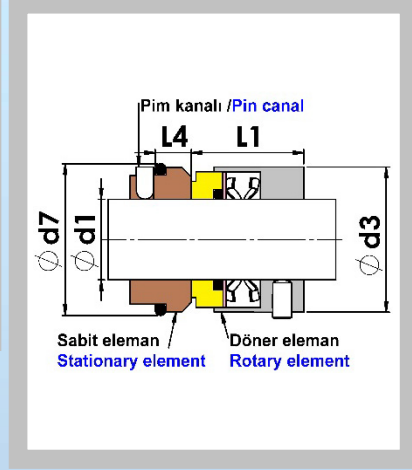 Pim kanalı /Pin canal
L4 L1
Ø d7
Ø d1
Ø d3
Sabit eleman
Stationary element
Döner eleman
Rotary element